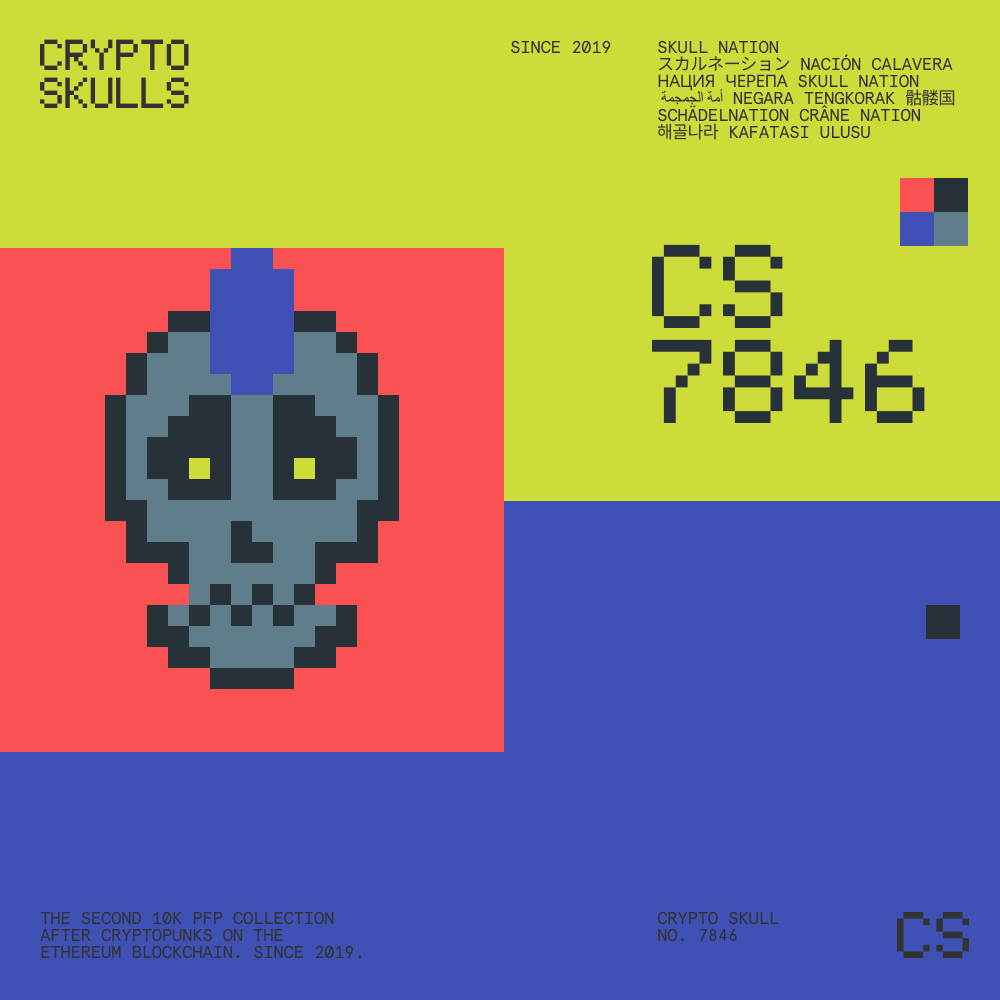 CRYPTO
SKULLS
SINCE 2019
SKULL NATION
スカルネーション NACIÓN CALAVERA
НАЦИЯ ЧЕРЕПА SKULL NATION
أمة الجمجمة NEGARA TENGKORAK 骷髅国
SCHÄDELNATION CRÂNE NATION
해골나라 KAFATASI ULUSU
CS
7846
THE SECOND 10K PFP COLLECTION
AFTER CRYPTOPUNKS ON THE
ETHEREUM BLOCKCHAIN. SINCE 2019.
CRYPTO SKULL
NO. 7846
CS